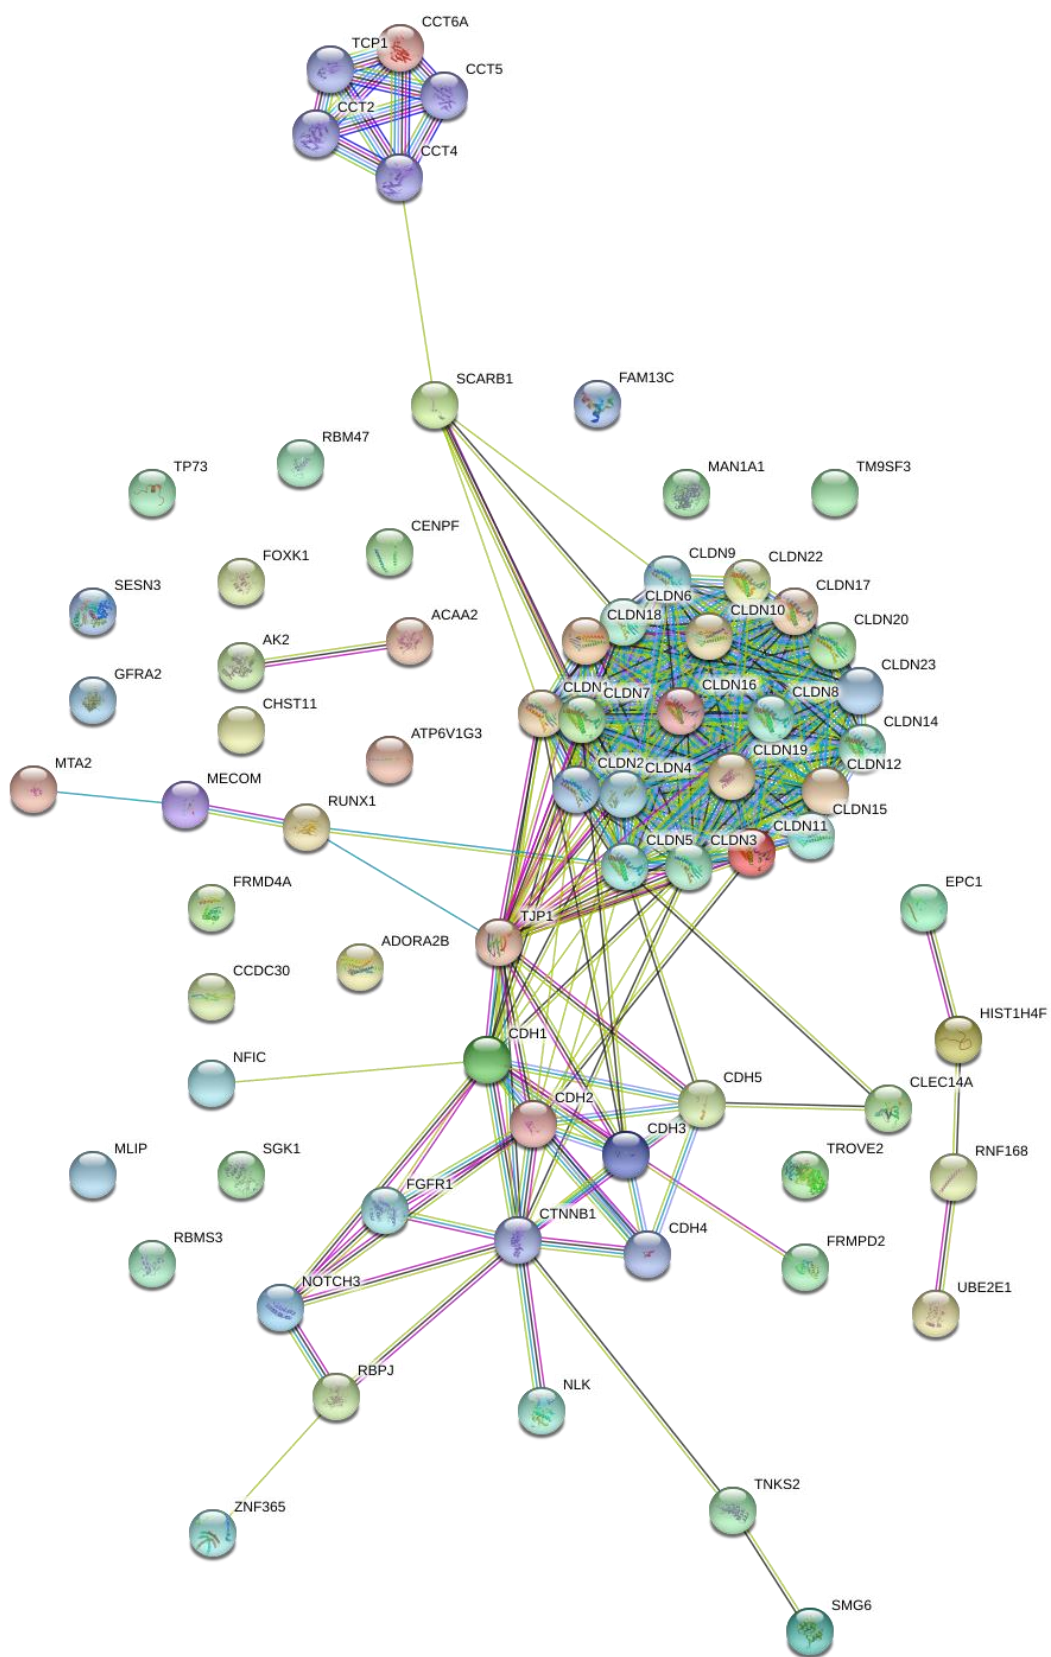 CCT6A
TCP1
CCT5
CCT2
CCT4
SCARB1
FAM13C
RBM47
TP73
MAN1A1
TM9SF3
CENPF
FOXK1
SESN3
CLDN9
CLDN22
CLDN17
CLDN6
CLDN10
CLDN18
CLDN20
ACAA2
AK2
CLDN23
GFRA2
CLDN1
CLDN7
CLDN16
CLDN8
CHST11
CLDN14
ATP6V1G3
CLDN19
CLDN12
MTA2
MECOM
CLDN2
CLDN4
RUNX1
CLDN15
CLDN11
CLDN5
CLDN3
FRMD4A
EPC1
TJP1
ADORA2B
CCDC30
HIST1H4F
CDH1
NFIC
CLEC14A
CDH5
CDH2
CDH3
MLIP
SGK1
TROVE2
RNF168
FGFR1
CTNNB1
CDH4
RBMS3
FRMPD2
NOTCH3
UBE2E1
RBPJ
NLK
TNKS2
ZNF365
SMG6